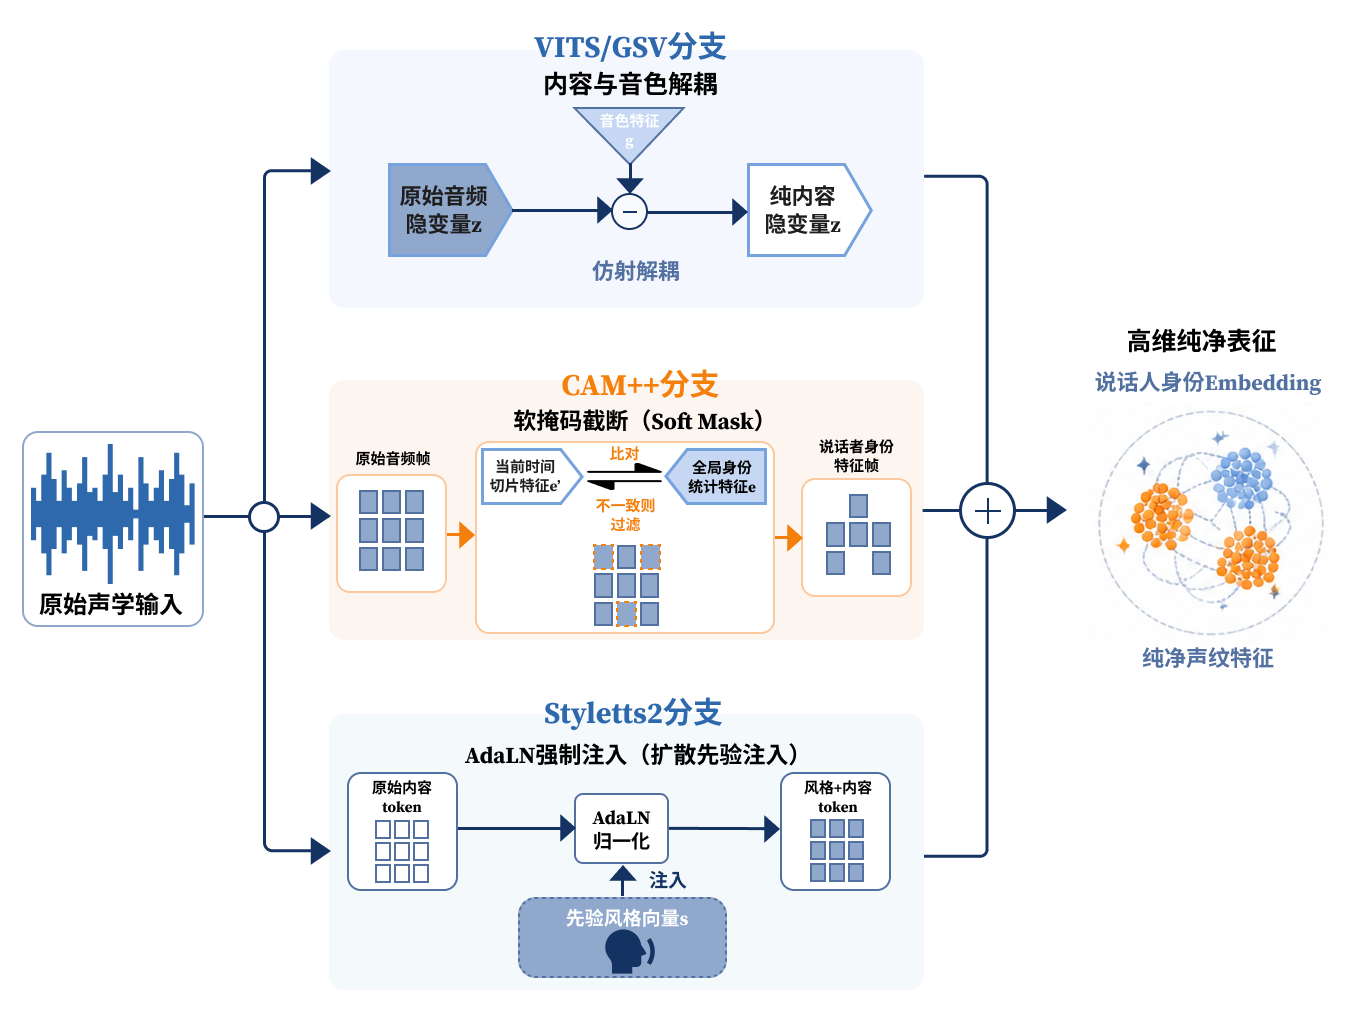 VITS/GSV分支
内容与音色解耦
音色特征
g
原始音频
隐变量z
纯内容
隐变量z
仿射解耦
CAM++分支
软掩码截断（Soft Mask）
原始音频帧
当前时间
切片特征e'
比对
全局身份
统计特征e
不一致则
过滤
说话者身份
特征帧
原始声学输入
高维纯净表征
说话人身份Embedding
纯净声纹特征
Styletts2分支
AdaLN强制注入（扩散先验注入）
原始内容
token
AdaLN
归一化
风格+内容
token
注入
先验风格向量s